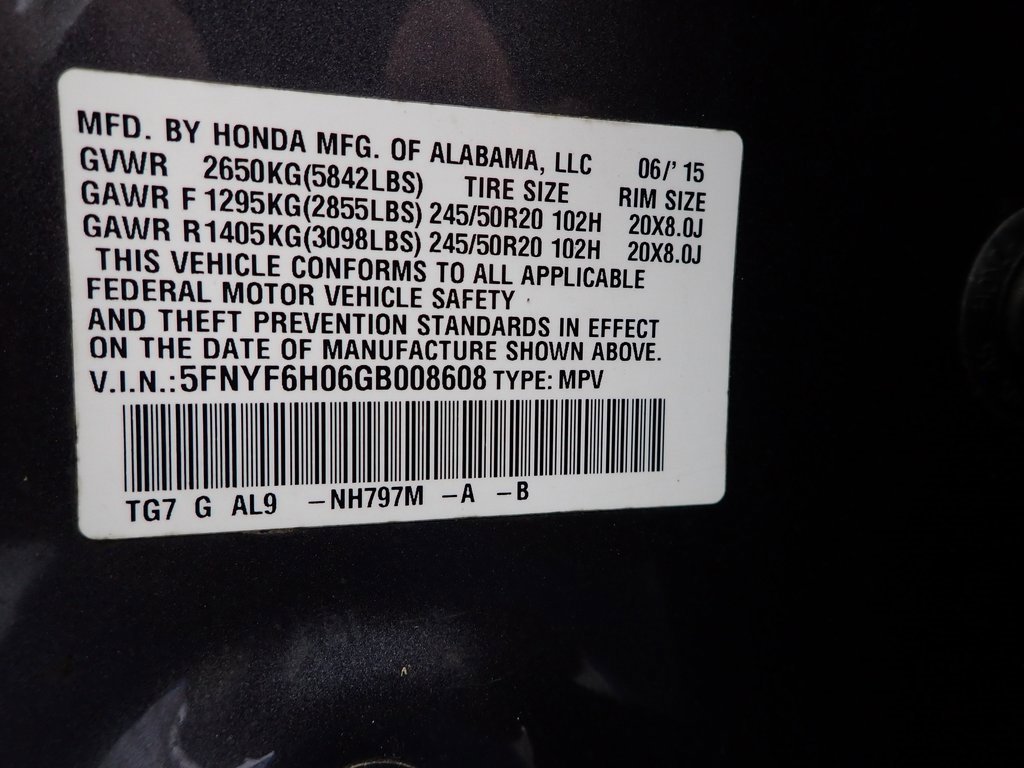 MFD. BY HONDA MFG. OF ALABAMA, LLC 06/' 15
GVWR 2650KG(5842LBS) TIRE SIZE RIM SIZE
GAWR F 1295KG(2855LBS) 245/50R20 102H 20X8.0J
GAWR R 1405KG(3098LBS) 245/50R20 102H 20X8.0J
THIS VEHICLE CONFORMS TO ALL APPLICABLE
FEDERAL MOTOR VEHICLE SAFETY
AND THEFT PREVENTION STANDARDS IN EFFECT
ON THE DATE OF MANUFACTURE SHOWN ABOVE.
V.I.N.:5FNYF6H06GB008608 TYPE: MPV
TG7 G AL9 –NH797M –A –B